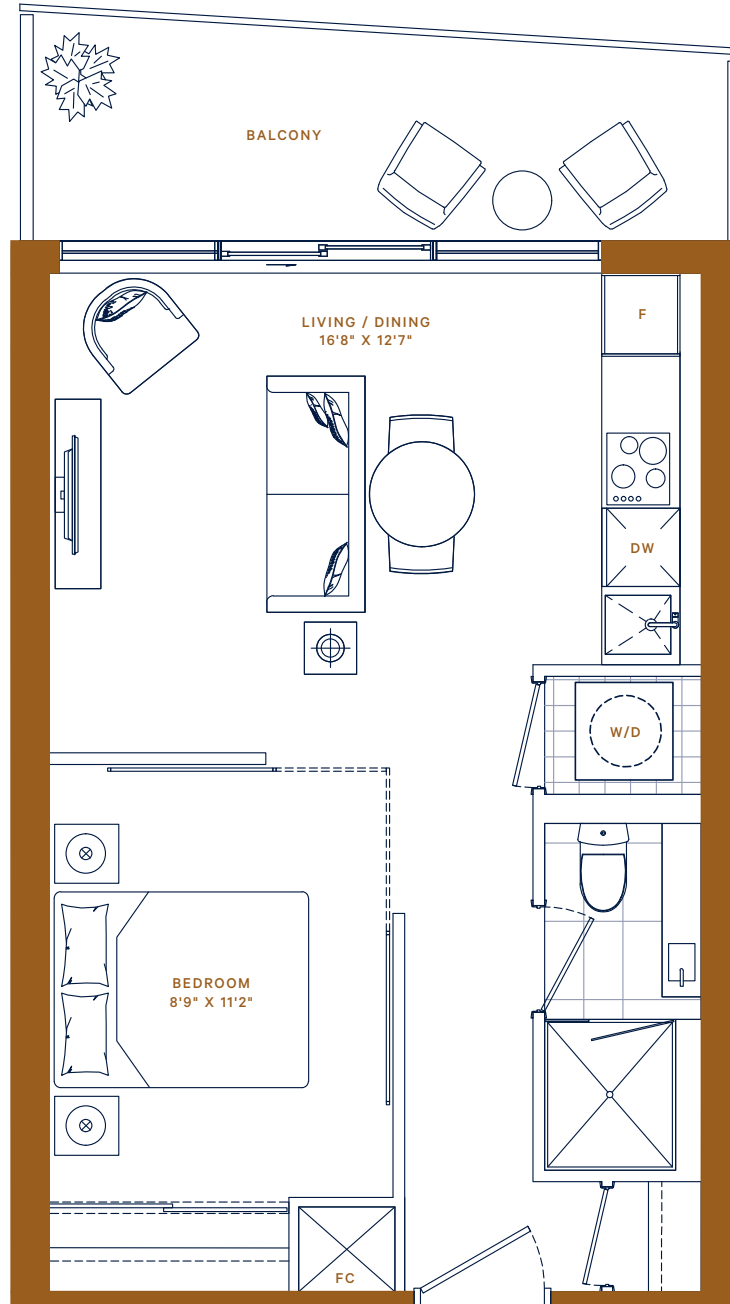 BALCONY
LIVING / DINING
16'8" X 12'7"
F
DW
W/D
BEDROOM
8'9" X 11'2"
FC